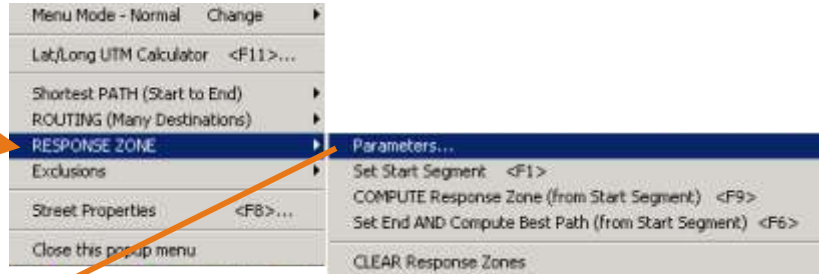 Menu Mode - Normal Change
Lat/Long UTM Calculator <F11>...
Shortest PATH (Start to End)
ROUTING (Many Destinations)
RESPONSE ZONE
Exclusions
Street Properties <F8>...
Close this popup menu
Parameters...
Set Start Segment <F1>
COMPUTE Response Zone (from Start Segment) <F9>
Set End AND Compute Best Path (from Start Segment) <F6>
CLEAR Response Zones